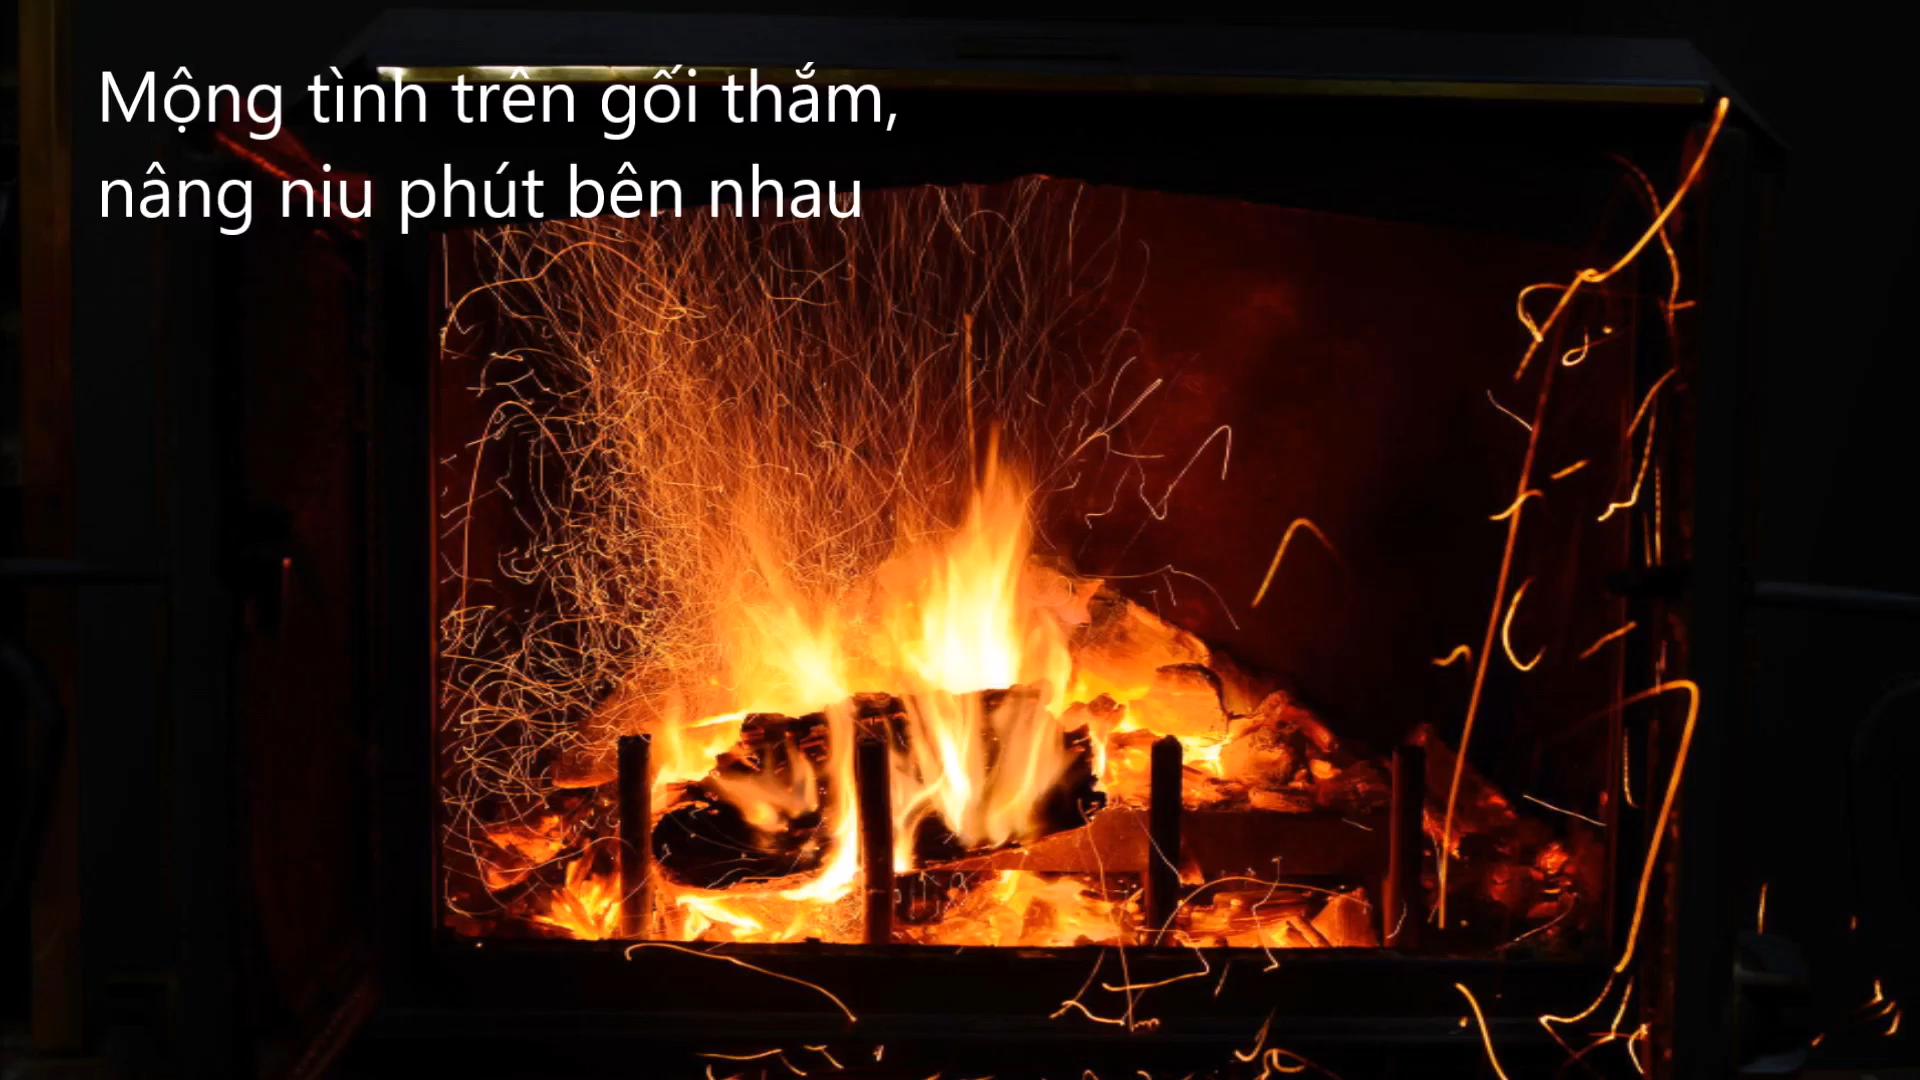 Mộng tình trên gối thắm,
nâng niu phút bên nhau